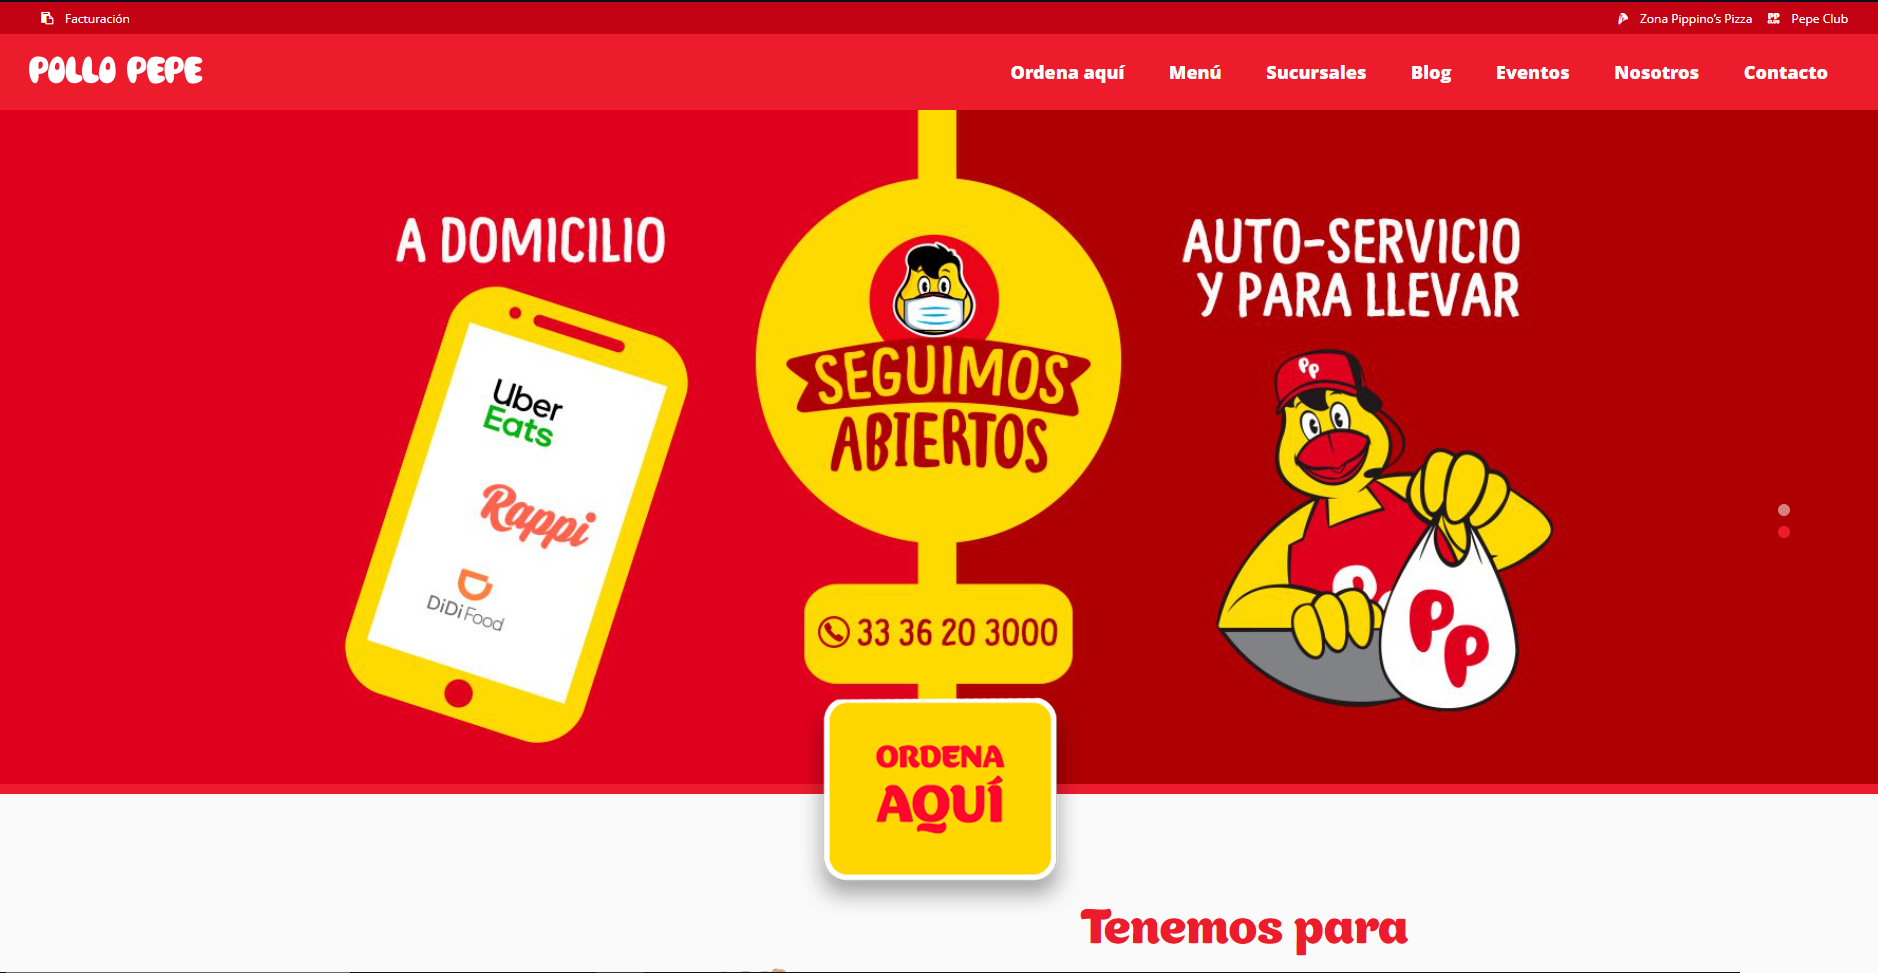 Facturación
Zona Pippino's Pizza
Pepe Club
POLLO PEPE
Ordena aquí
Menú
Sucursales
Blog
Eventos
Nosotros
Contacto
A DOMICILIO
Uber
Eats
Rappi
DiDi Food
SEGUIMOS
ABIERTOS
33 36 20 3000
AUTO-SERVICIO
Y PARA LLEVAR
PP
PP
ORDENA
AQUÍ
Tenemos para